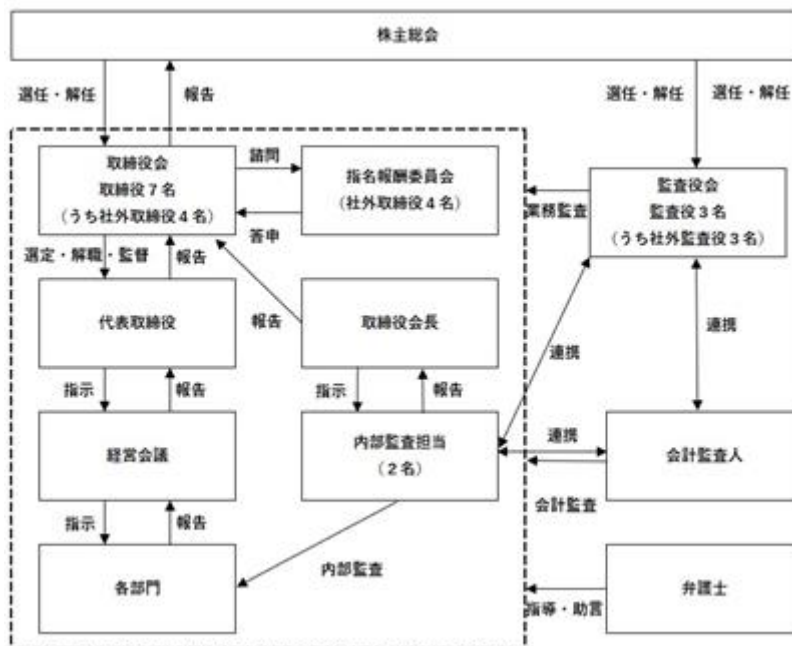 株主総会
選任・解任
報告
選任・解任
選任・解任
取締役会
取締役7名
（うち社外取締役4名）
諮問
答申
指名報酬委員会
（社外取締役4名）
業務監査
監査役会
監査役3名
（うち社外監査役3名）
選定・解職・監督
報告
代表取締役
報告
取締役会長
連携
連携
指示
報告
指示
報告
経営会議
内部監査担当
（2名）
連携
会計監査人
会計監査
指示
報告
内部監査
各部門
指導・助言
弁護士